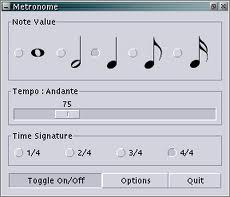 Metronome
Note Value
Tempo : Andante
75
Time Signature
1/4 2/4 3/4 4/4
Toggle On/Off Options Quit